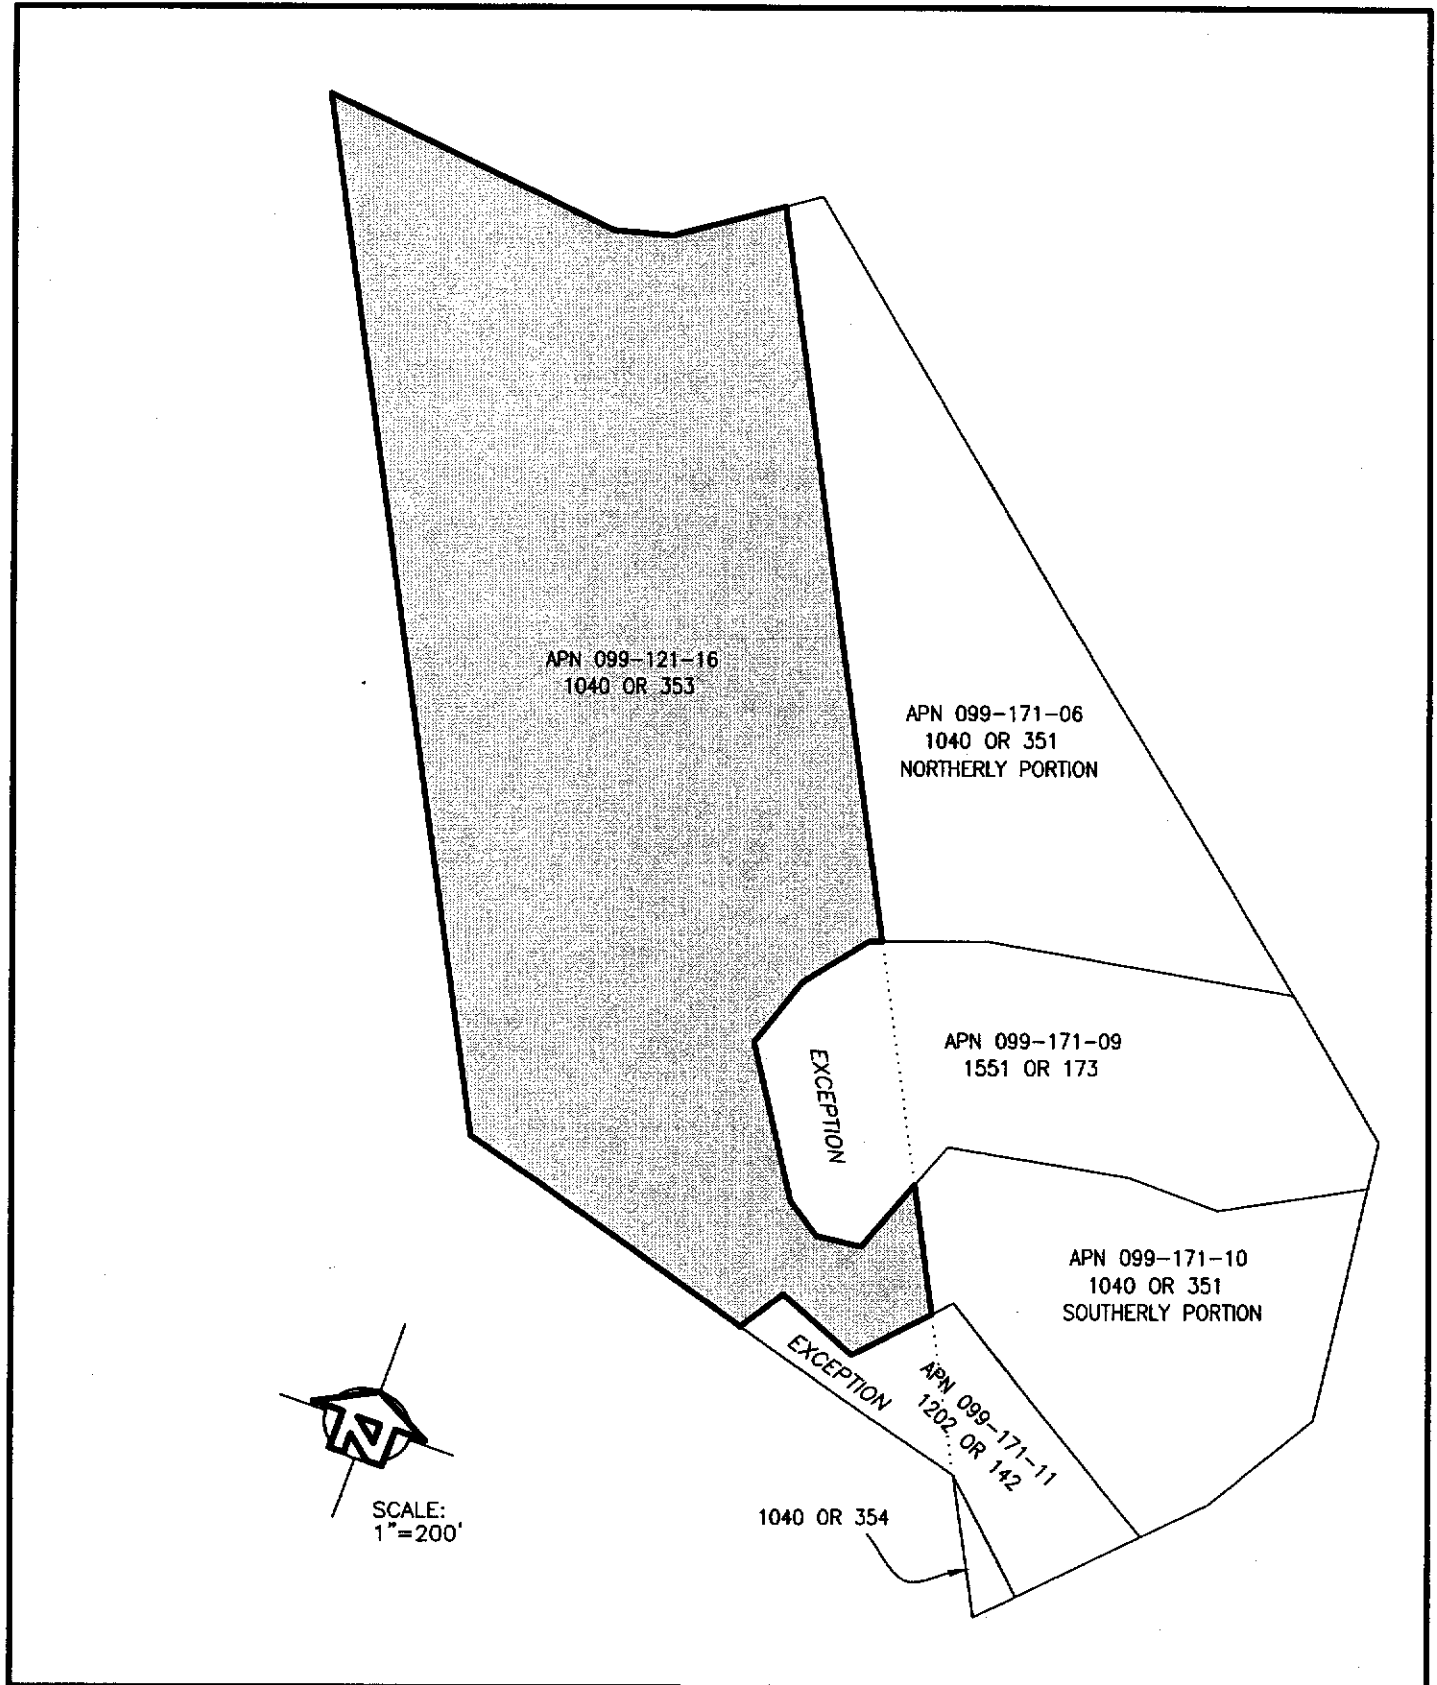 APN 099-121-16
1040 OR 353
APN 099-171-06
1040 OR 351
NORTHERLY PORTION
APN 099-171-09
1551 OR 173
EXCEPTION
APN 099-171-10
1040 OR 351
SOUTHERLY PORTION
EXCEPTION
APN 099-171-11
1202 OR 142
1040 OR 354
N
SCALE:
1"=200'